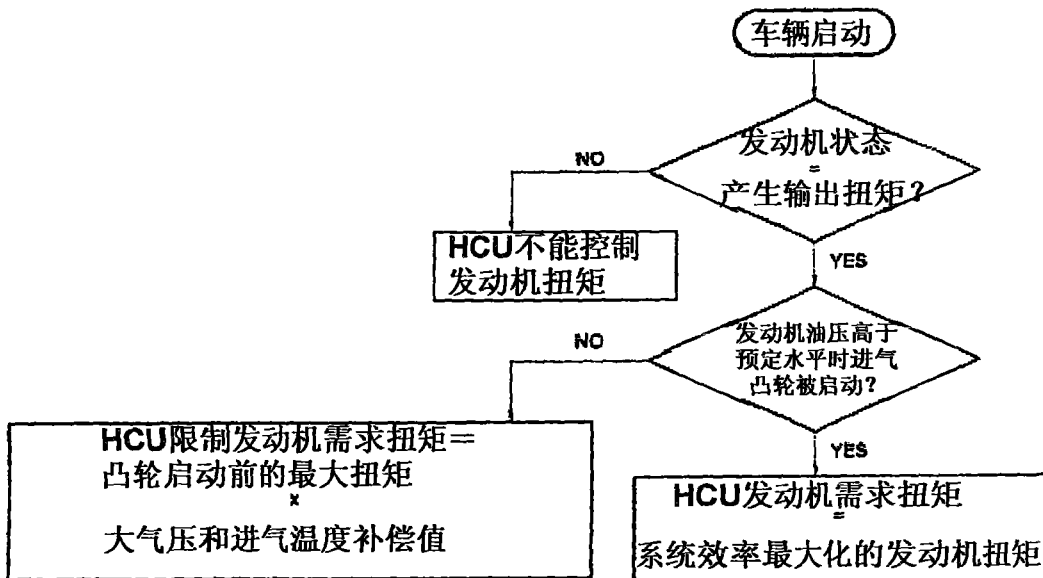 车辆启动
发动机状态
=
产生输出扭矩？
NO
HCU不能控制
发动机扭矩
YES
发动机油压高于
预定水平时进气
凸轮被启动？
NO
HCU限制发动机需求扭矩＝
凸轮启动前的最大扭矩
x
大气压和进气温度补偿值
YES
HCU发动机需求扭矩
=
系统效率最大化的发动机扭矩